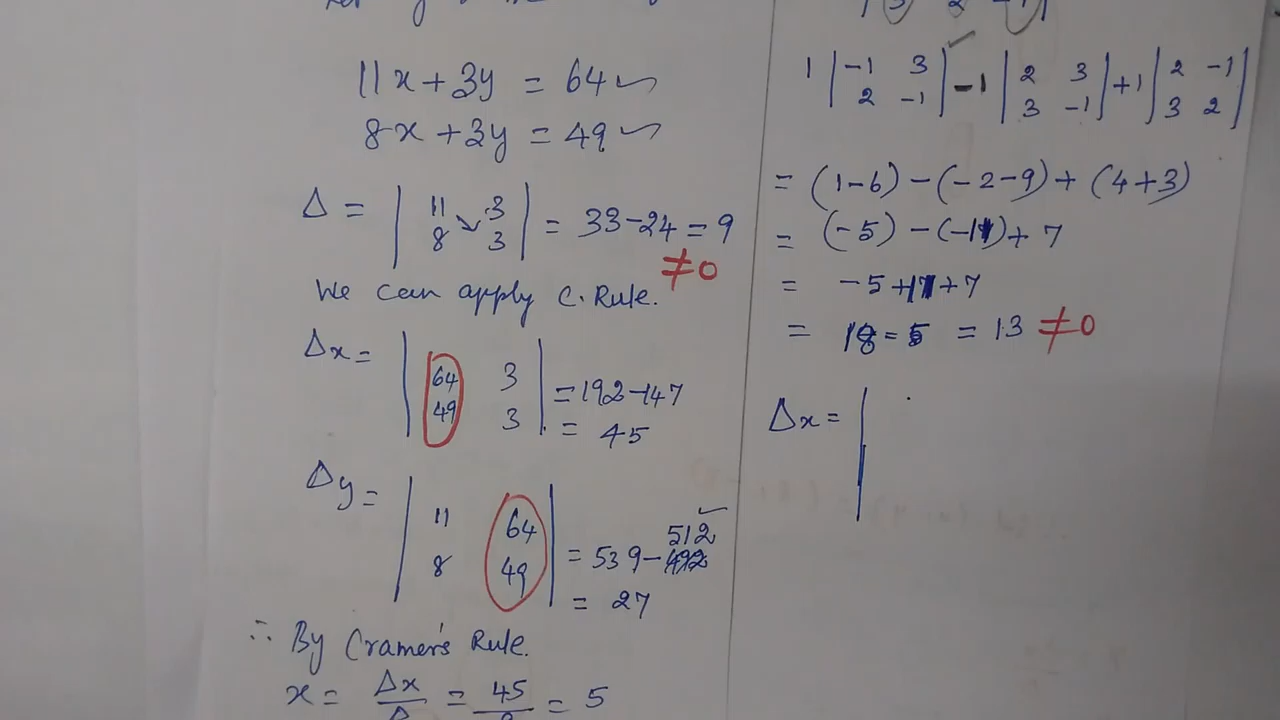 11x + 3y = 64
8x + 3y = 49
Δ = | 11 3 | = 33 - 24 = 9
8 3
≠ 0
We can apply C. Rule.
Δx = | 64 3 | = 192 - 147
49 3
= 45
Δy = | 11 64 | = 539 - 512
8 49
= 27
∴ By Cramer's Rule.
x = Δx/Δ = 45/9 = 5
3 2 -1
1 | -1 3 | - 1 | 2 3 | + 1 | 2 -1 |
2 -1 3 -1 3 2
= (1-6) - (-2-9) + (4+3)
= (-5) - (-11) + 7
= -5 + 11 + 7
= 18 - 5 = 13 ≠ 0
Δx = |